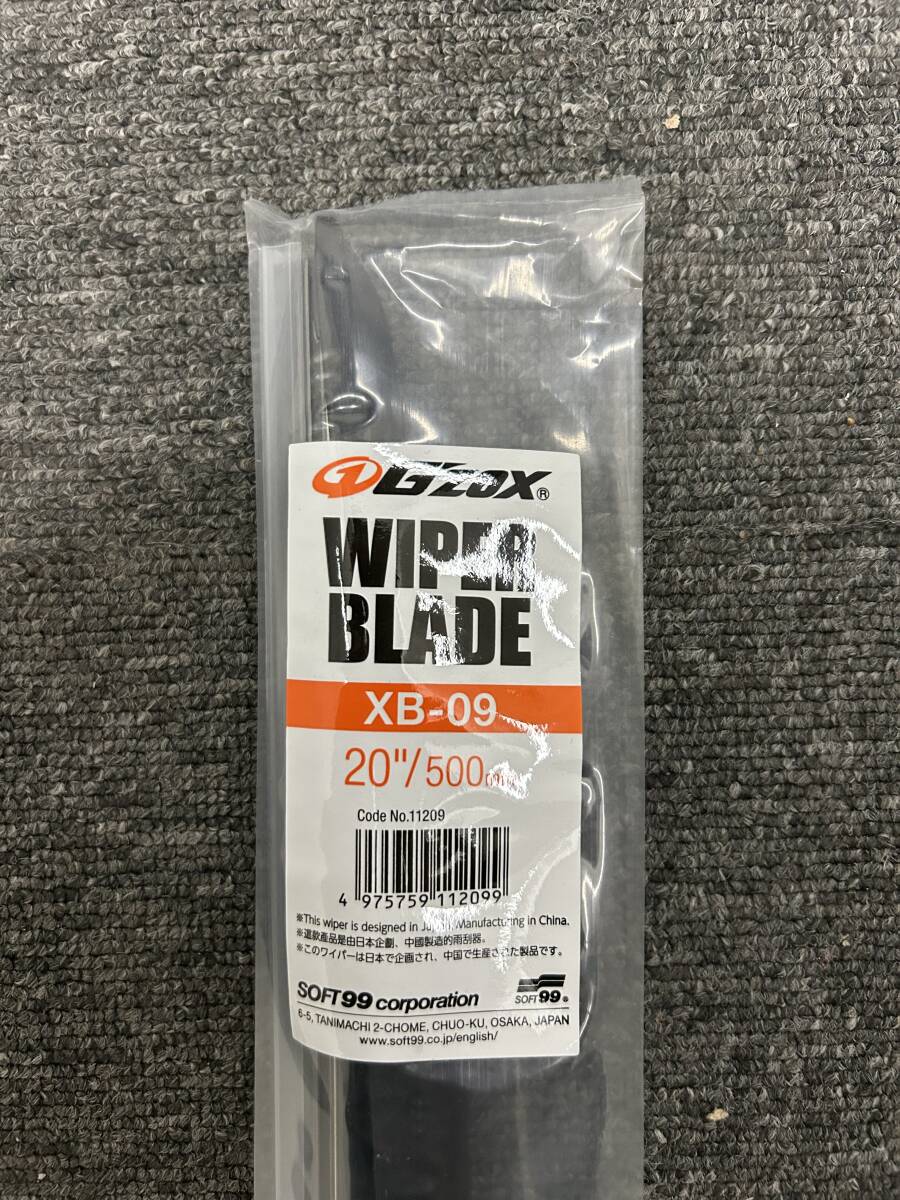 G'ZOX®
WIPER
BLADE
XB-09
20"/500mm
Code No.11209
4 975759 112099
※This wiper is designed in Japan, Manufacturing in China.
※這款產品是由日本企劃、中國製造的雨刮器。
※このワイパーは日本で企画され、中国で生産された製品です。
SOFT99 corporation
SOFT99®
6-5, TANIMACHI 2-CHOME, CHUO-KU, OSAKA, JAPAN
www.soft99.co.jp/english/